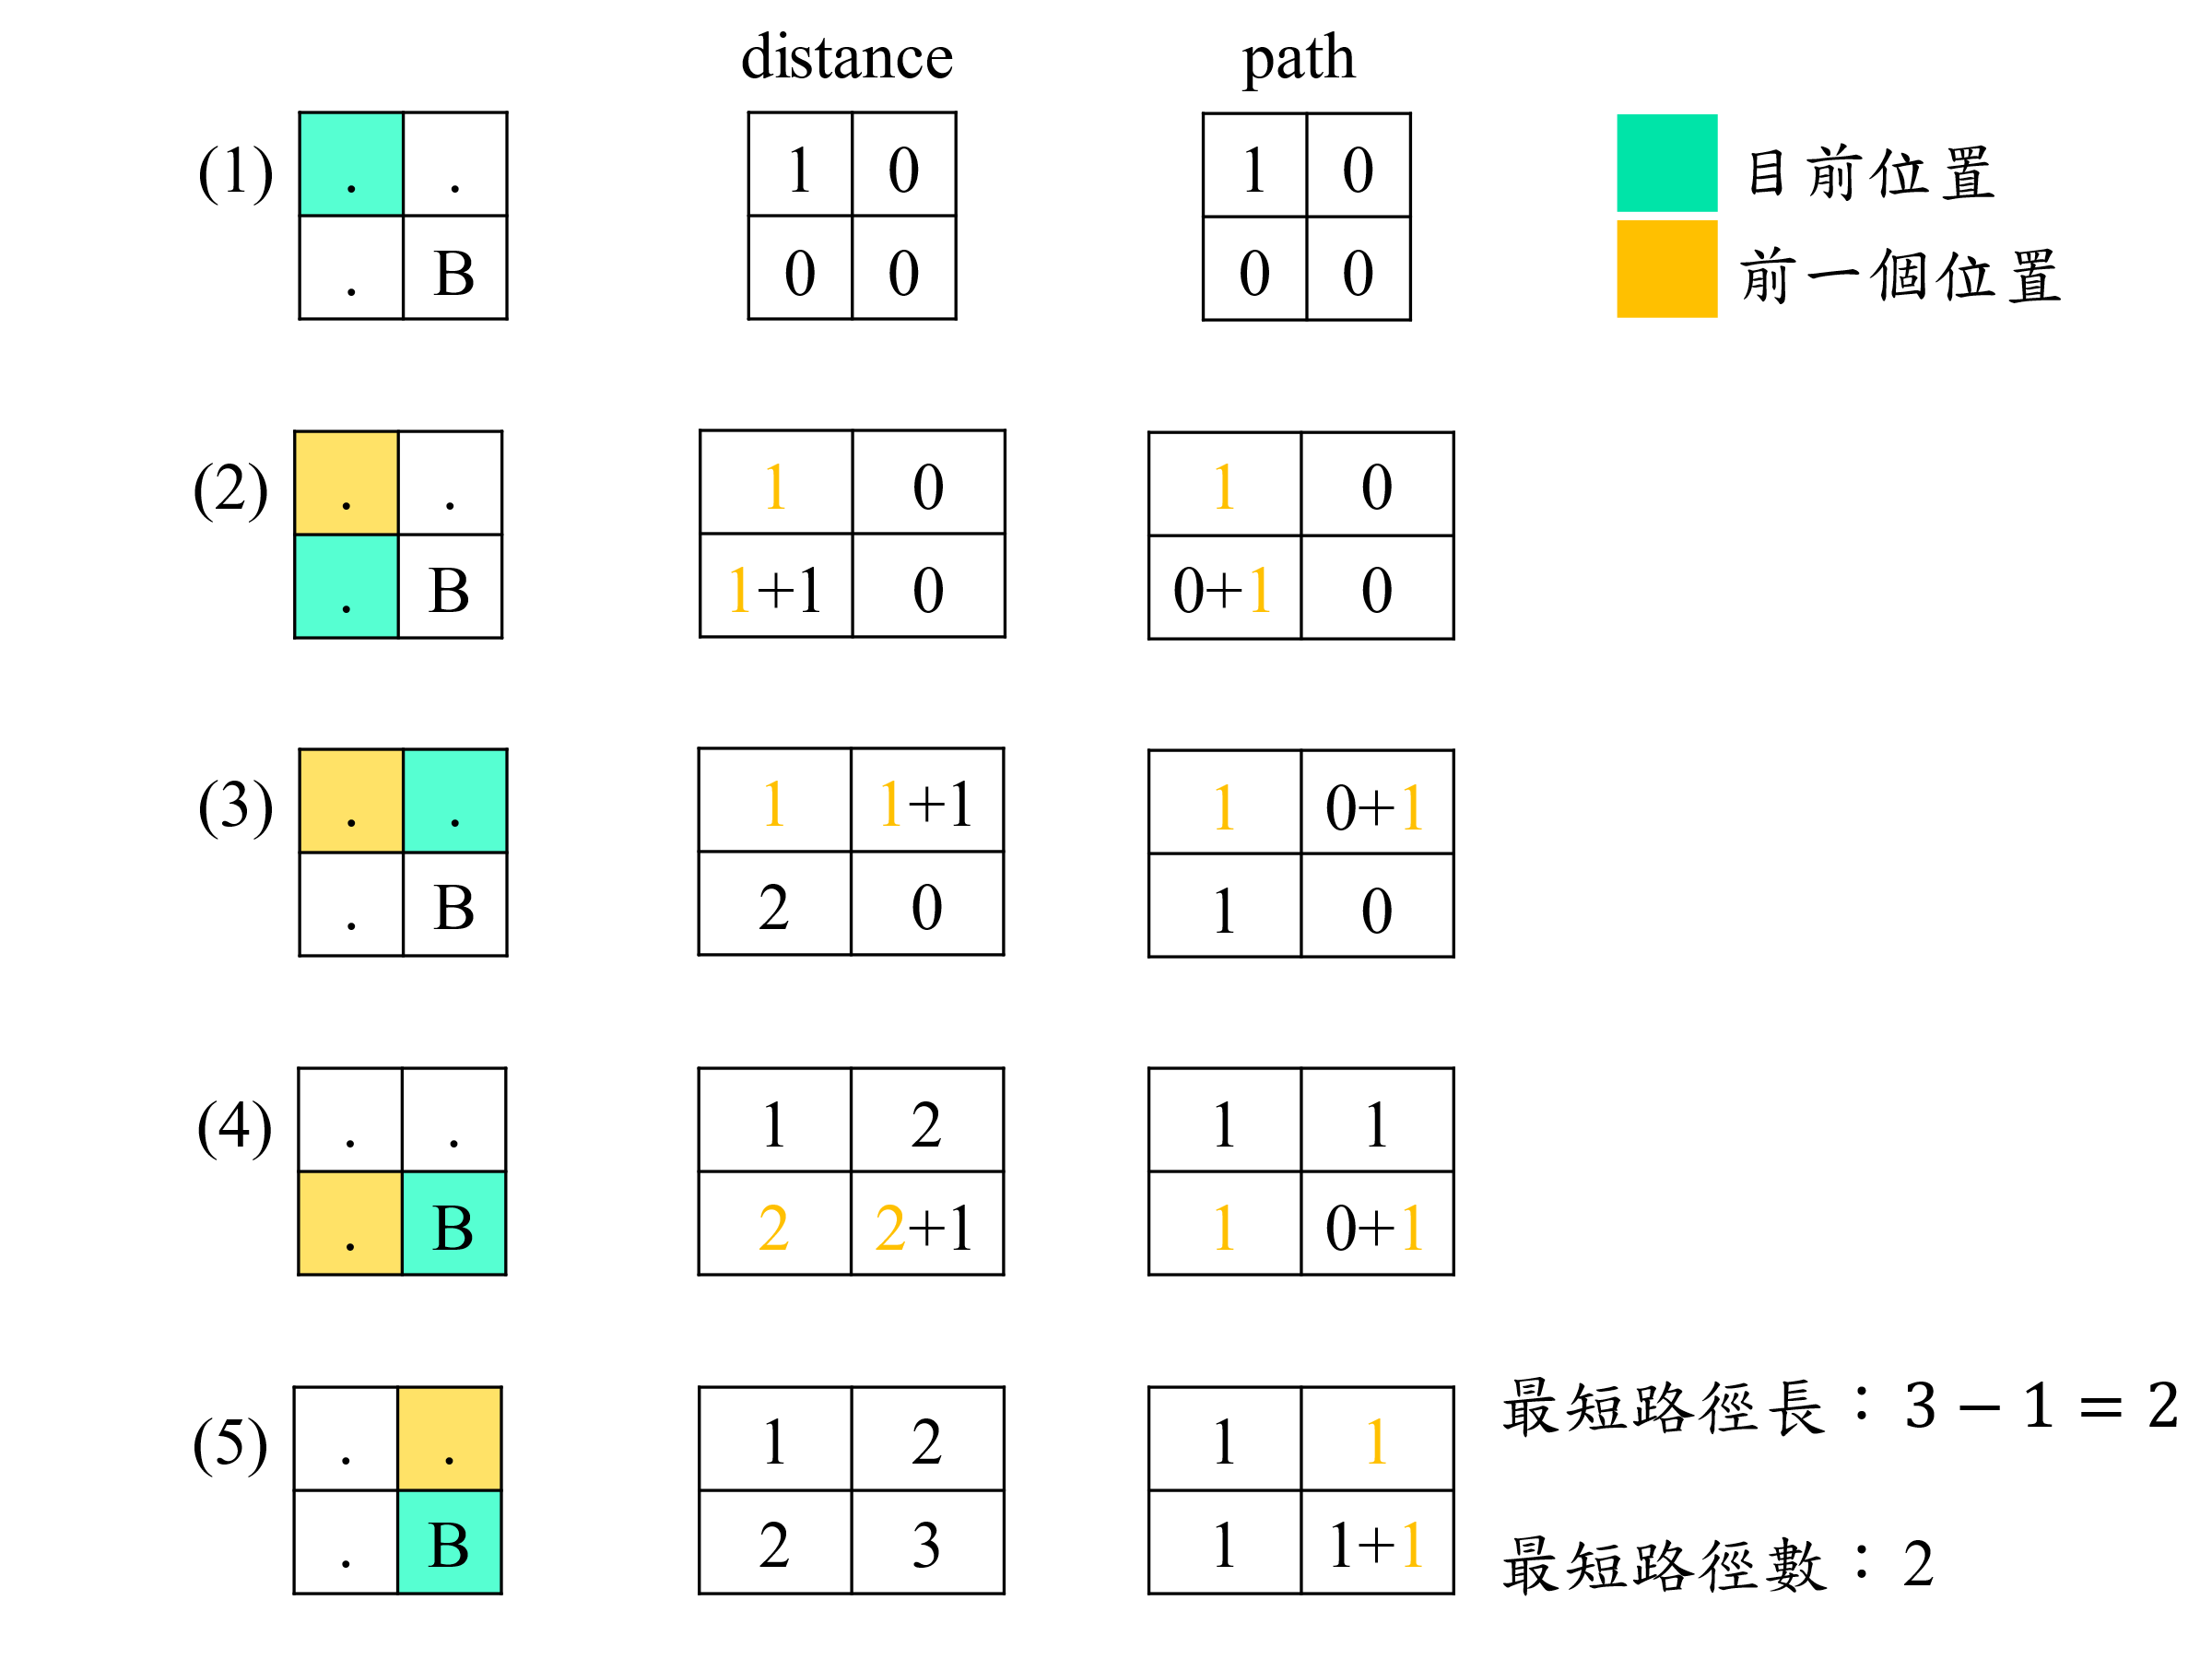 distance path
(1) . . 1 0 1 0 目前位置
. B 0 0 0 0 前一個位置
(2) . . 1 0 1 0
. B 1+1 0 0+1 0
(3) . . 1 1+1 1 0+1
. B 2 0 1 0
(4) . . 1 2 1 1
. B 2 2+1 1 0+1
(5) . . 1 2 1 1 最短路徑長：3 − 1 = 2
. B 2 3 1 1+1 最短路徑數：2